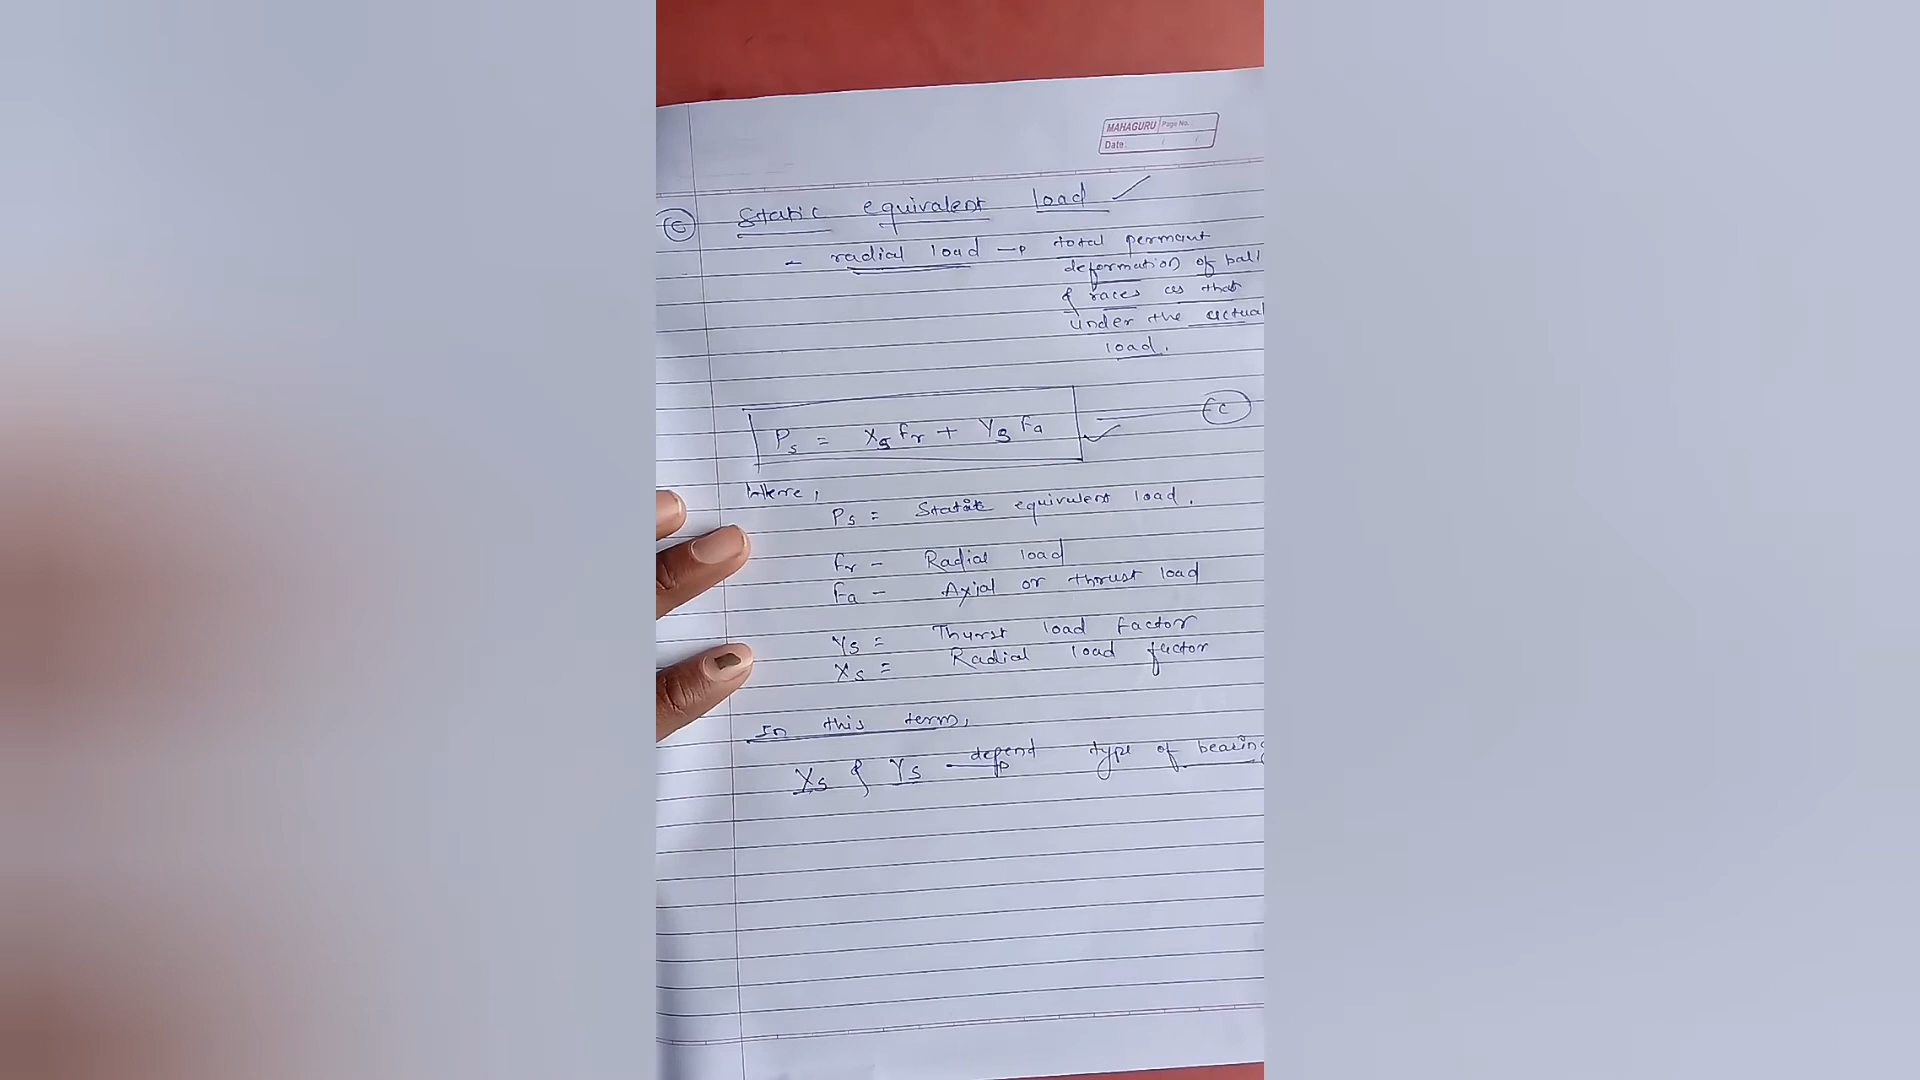 MAHAGURU Page No.
Date: / /
Static equivalent load ✓
- radial load → total permant
deformation of ball
& races as that
under the actual
load.
Ps = Xs Fr + Ys Fa
Where,
Ps = Static equivalent load.
Fr - Radial load
Fa - Axial or thrust load
Ys = Thurst load factor
Xs = Radial load factor
In this term,
Xs & Ys → depend type of bearing